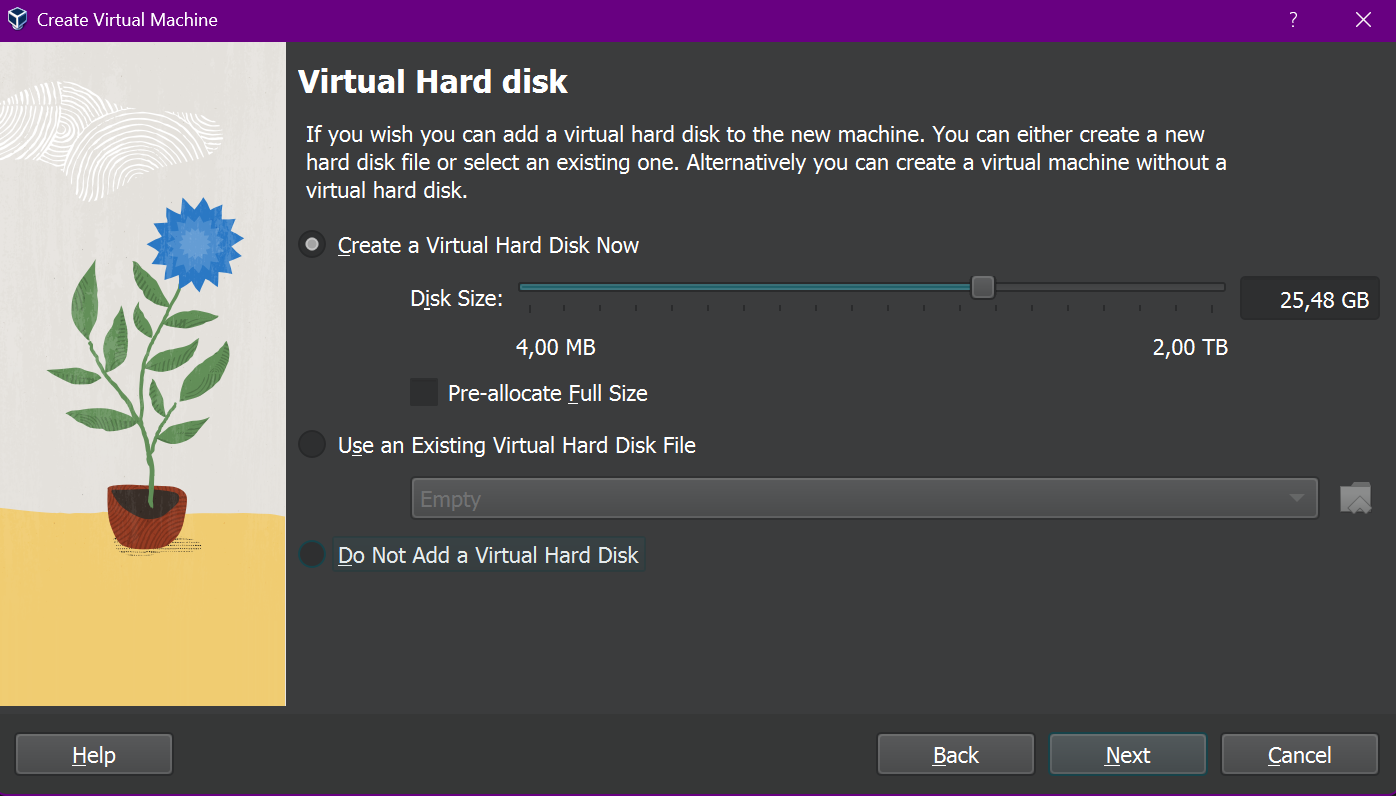 Create Virtual Machine
?
Virtual Hard disk
If you wish you can add a virtual hard disk to the new machine. You can either create a new
hard disk file or select an existing one. Alternatively you can create a virtual machine without a
virtual hard disk.
Create a Virtual Hard Disk Now
Disk Size:
25,48 GB
4,00 MB
2,00 TB
Pre-allocate Full Size
Use an Existing Virtual Hard Disk File
Empty
Do Not Add a Virtual Hard Disk
Help
Back
Next
Cancel